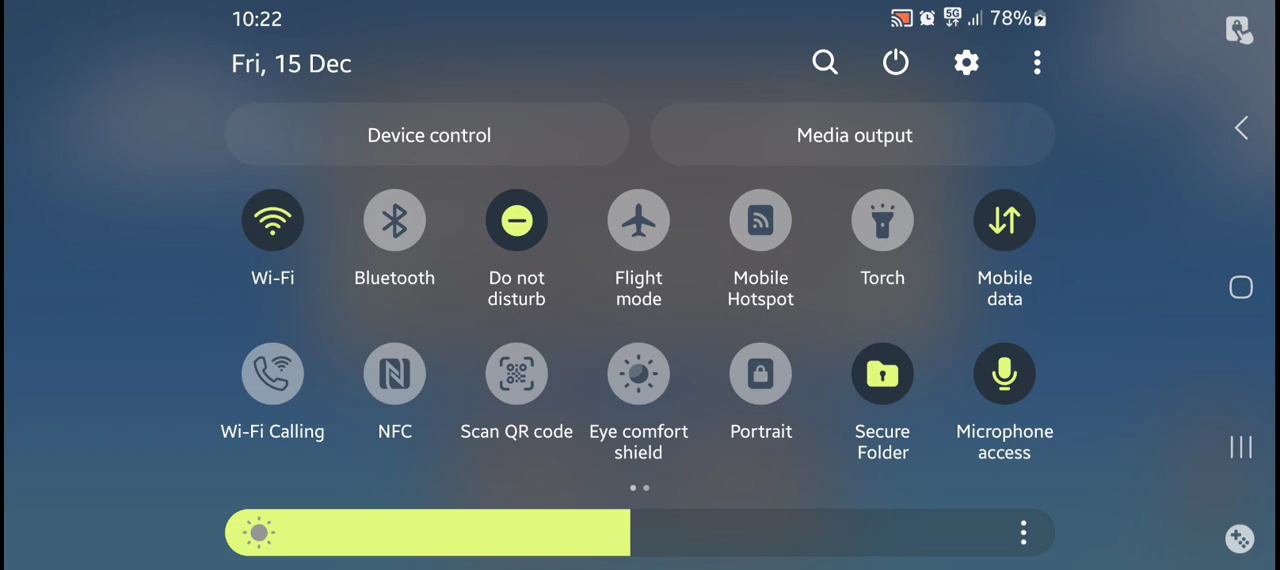 10:22
5G
78%
Fri, 15 Dec
Device control
Media output
Wi-Fi
Bluetooth
Do not
disturb
Flight
mode
Mobile
Hotspot
Torch
Mobile
data
Wi-Fi Calling
NFC
Scan QR code
Eye comfort
shield
Portrait
Secure
Folder
Microphone
access